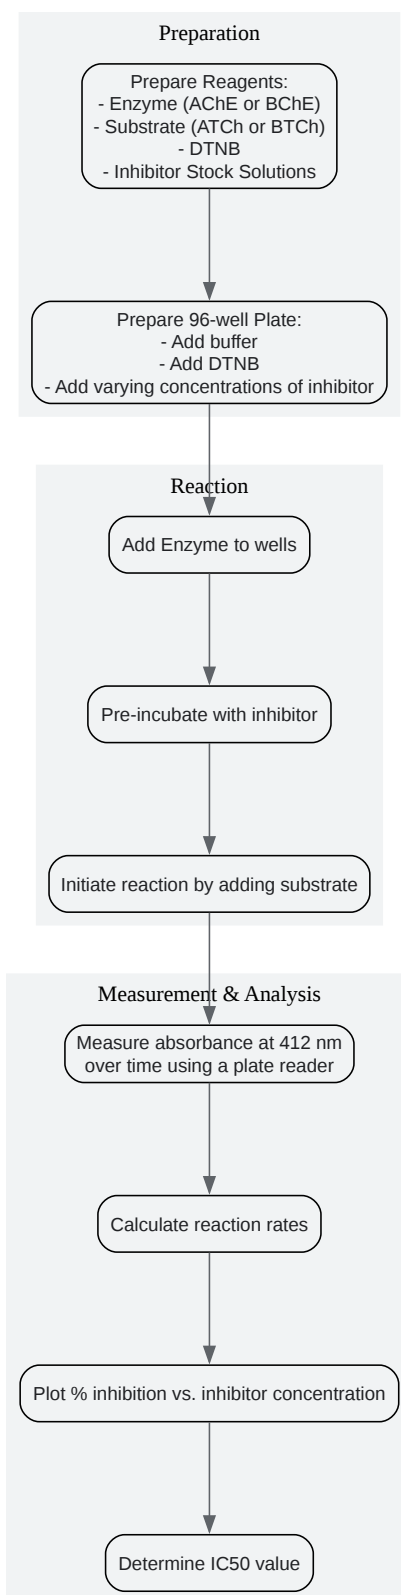 Preparation
Prepare Reagents:
- Enzyme (AChE or BChE)
- Substrate (ATCh or BTCh)
- DTNB
- Inhibitor Stock Solutions
Prepare 96-well Plate:
- Add buffer
- Add DTNB
- Add varying concentrations of inhibitor
Reaction
Add Enzyme to wells
Pre-incubate with inhibitor
Initiate reaction by adding substrate
Measurement & Analysis
Measure absorbance at 412 nm
over time using a plate reader
Calculate reaction rates
Plot % inhibition vs. inhibitor concentration
Determine IC50 value